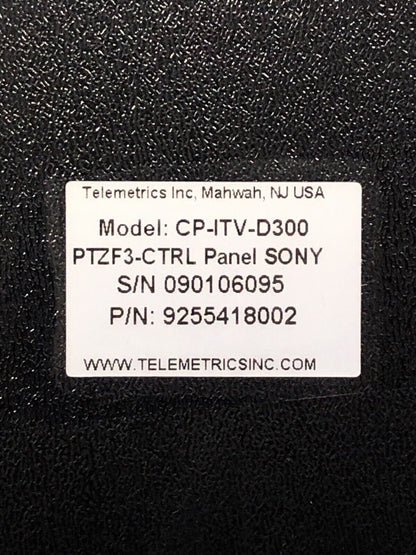 Telemetrics Inc, Mahwah, NJ USA
Model: CP-ITV-D300
PTZF3-CTRL Panel SONY
S/N 090106095
P/N: 9255418002
WWW.TELEMETRICSINC.COM